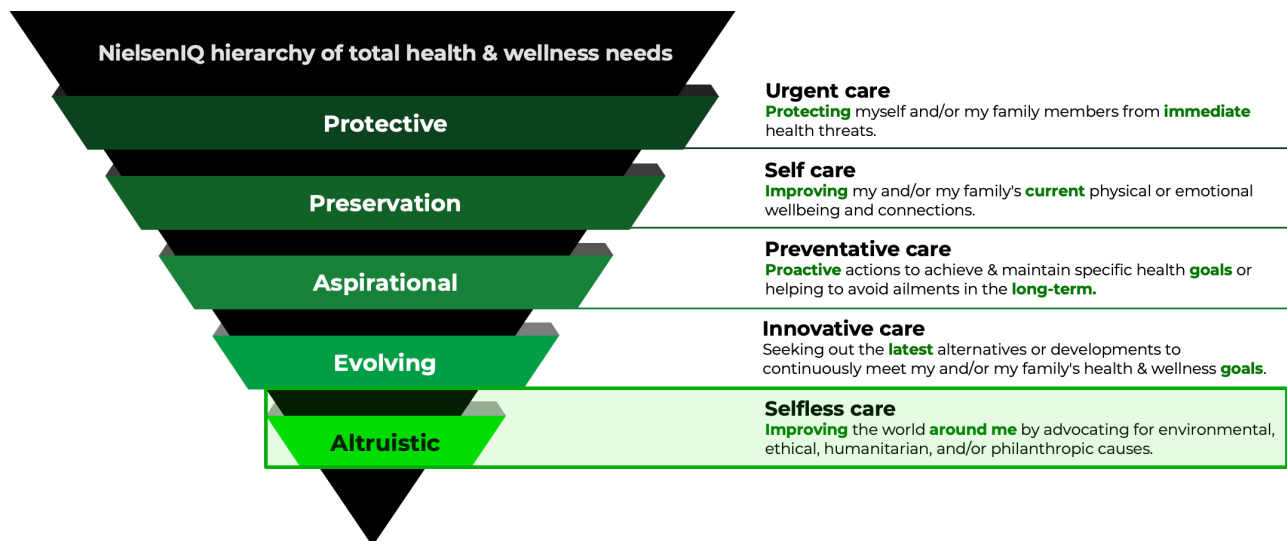 NielsenIQ hierarchy of total health & wellness needs
Protective
Urgent care
Protecting myself and/or my family members from immediate
health threats.
Preservation
Self care
Improving my and/or my family's current physical or emotional
wellbeing and connections.
Aspirational
Preventative care
Proactive actions to achieve & maintain specific health goals or
helping to avoid ailments in the long-term.
Evolving
Innovative care
Seeking out the latest alternatives or developments to
continuously meet my and/or my family's health & wellness goals.
Altruistic
Selfless care
Improving the world around me by advocating for environmental,
ethical, humanitarian, and/or philanthropic causes.